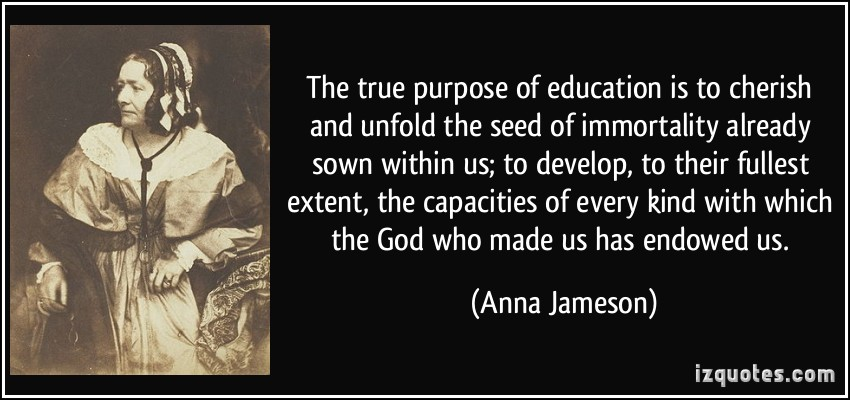 The true purpose of education is to cherish
and unfold the seed of immortality already
sown within us; to develop, to their fullest
extent, the capacities of every kind with which
the God who made us has endowed us.
(Anna Jameson)
izquotes.com